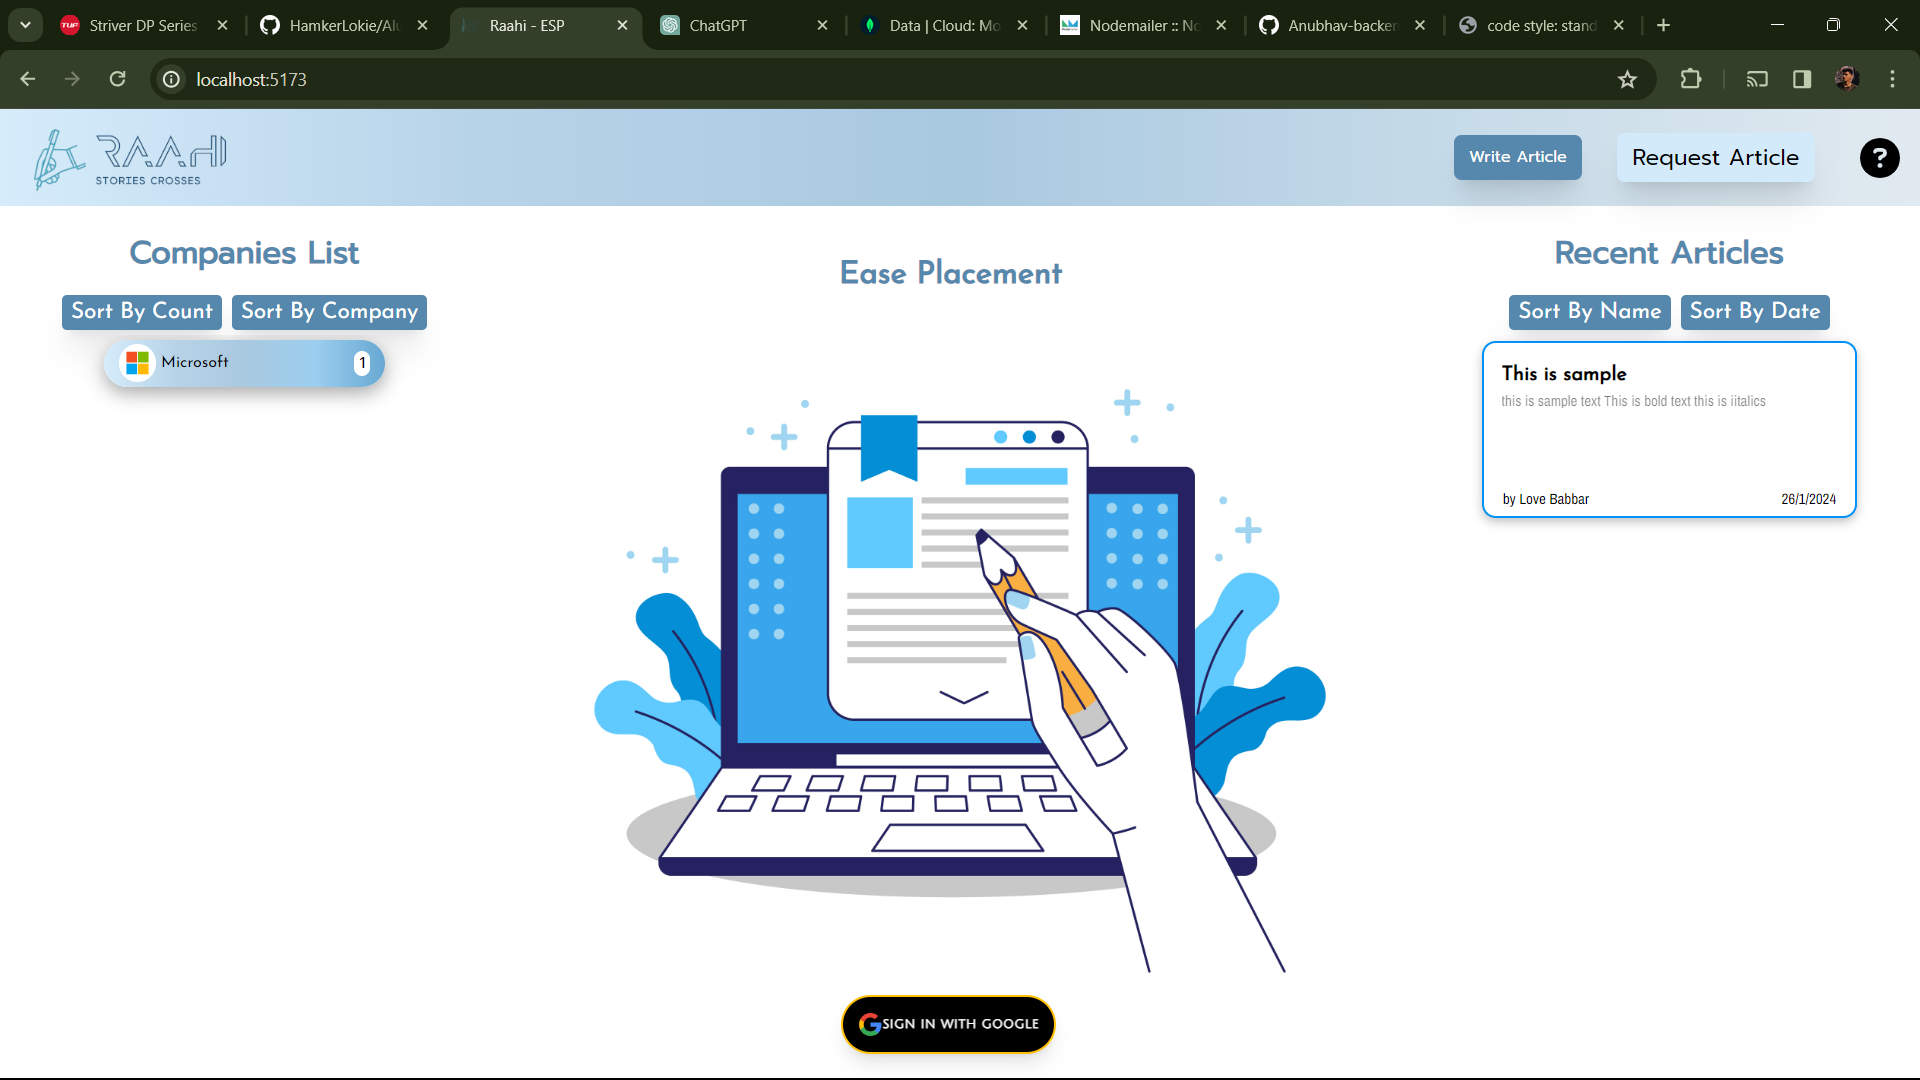 Striver DP Series
HamkerLokie/Alu
Raahi - ESP
ChatGPT
Data | Cloud: Mo
Nodemailer :: No
Anubhav-backen
code style: stand
localhost:5173
RAAHI
STORIES CROSSES
Write Article
Request Article
?
Companies List
Sort By Count
Sort By Company
Microsoft
1
Ease Placement
Recent Articles
Sort By Name
Sort By Date
This is sample
this is sample text This is bold text this is iitalics
by Love Babbar
26/1/2024
SIGN IN WITH GOOGLE